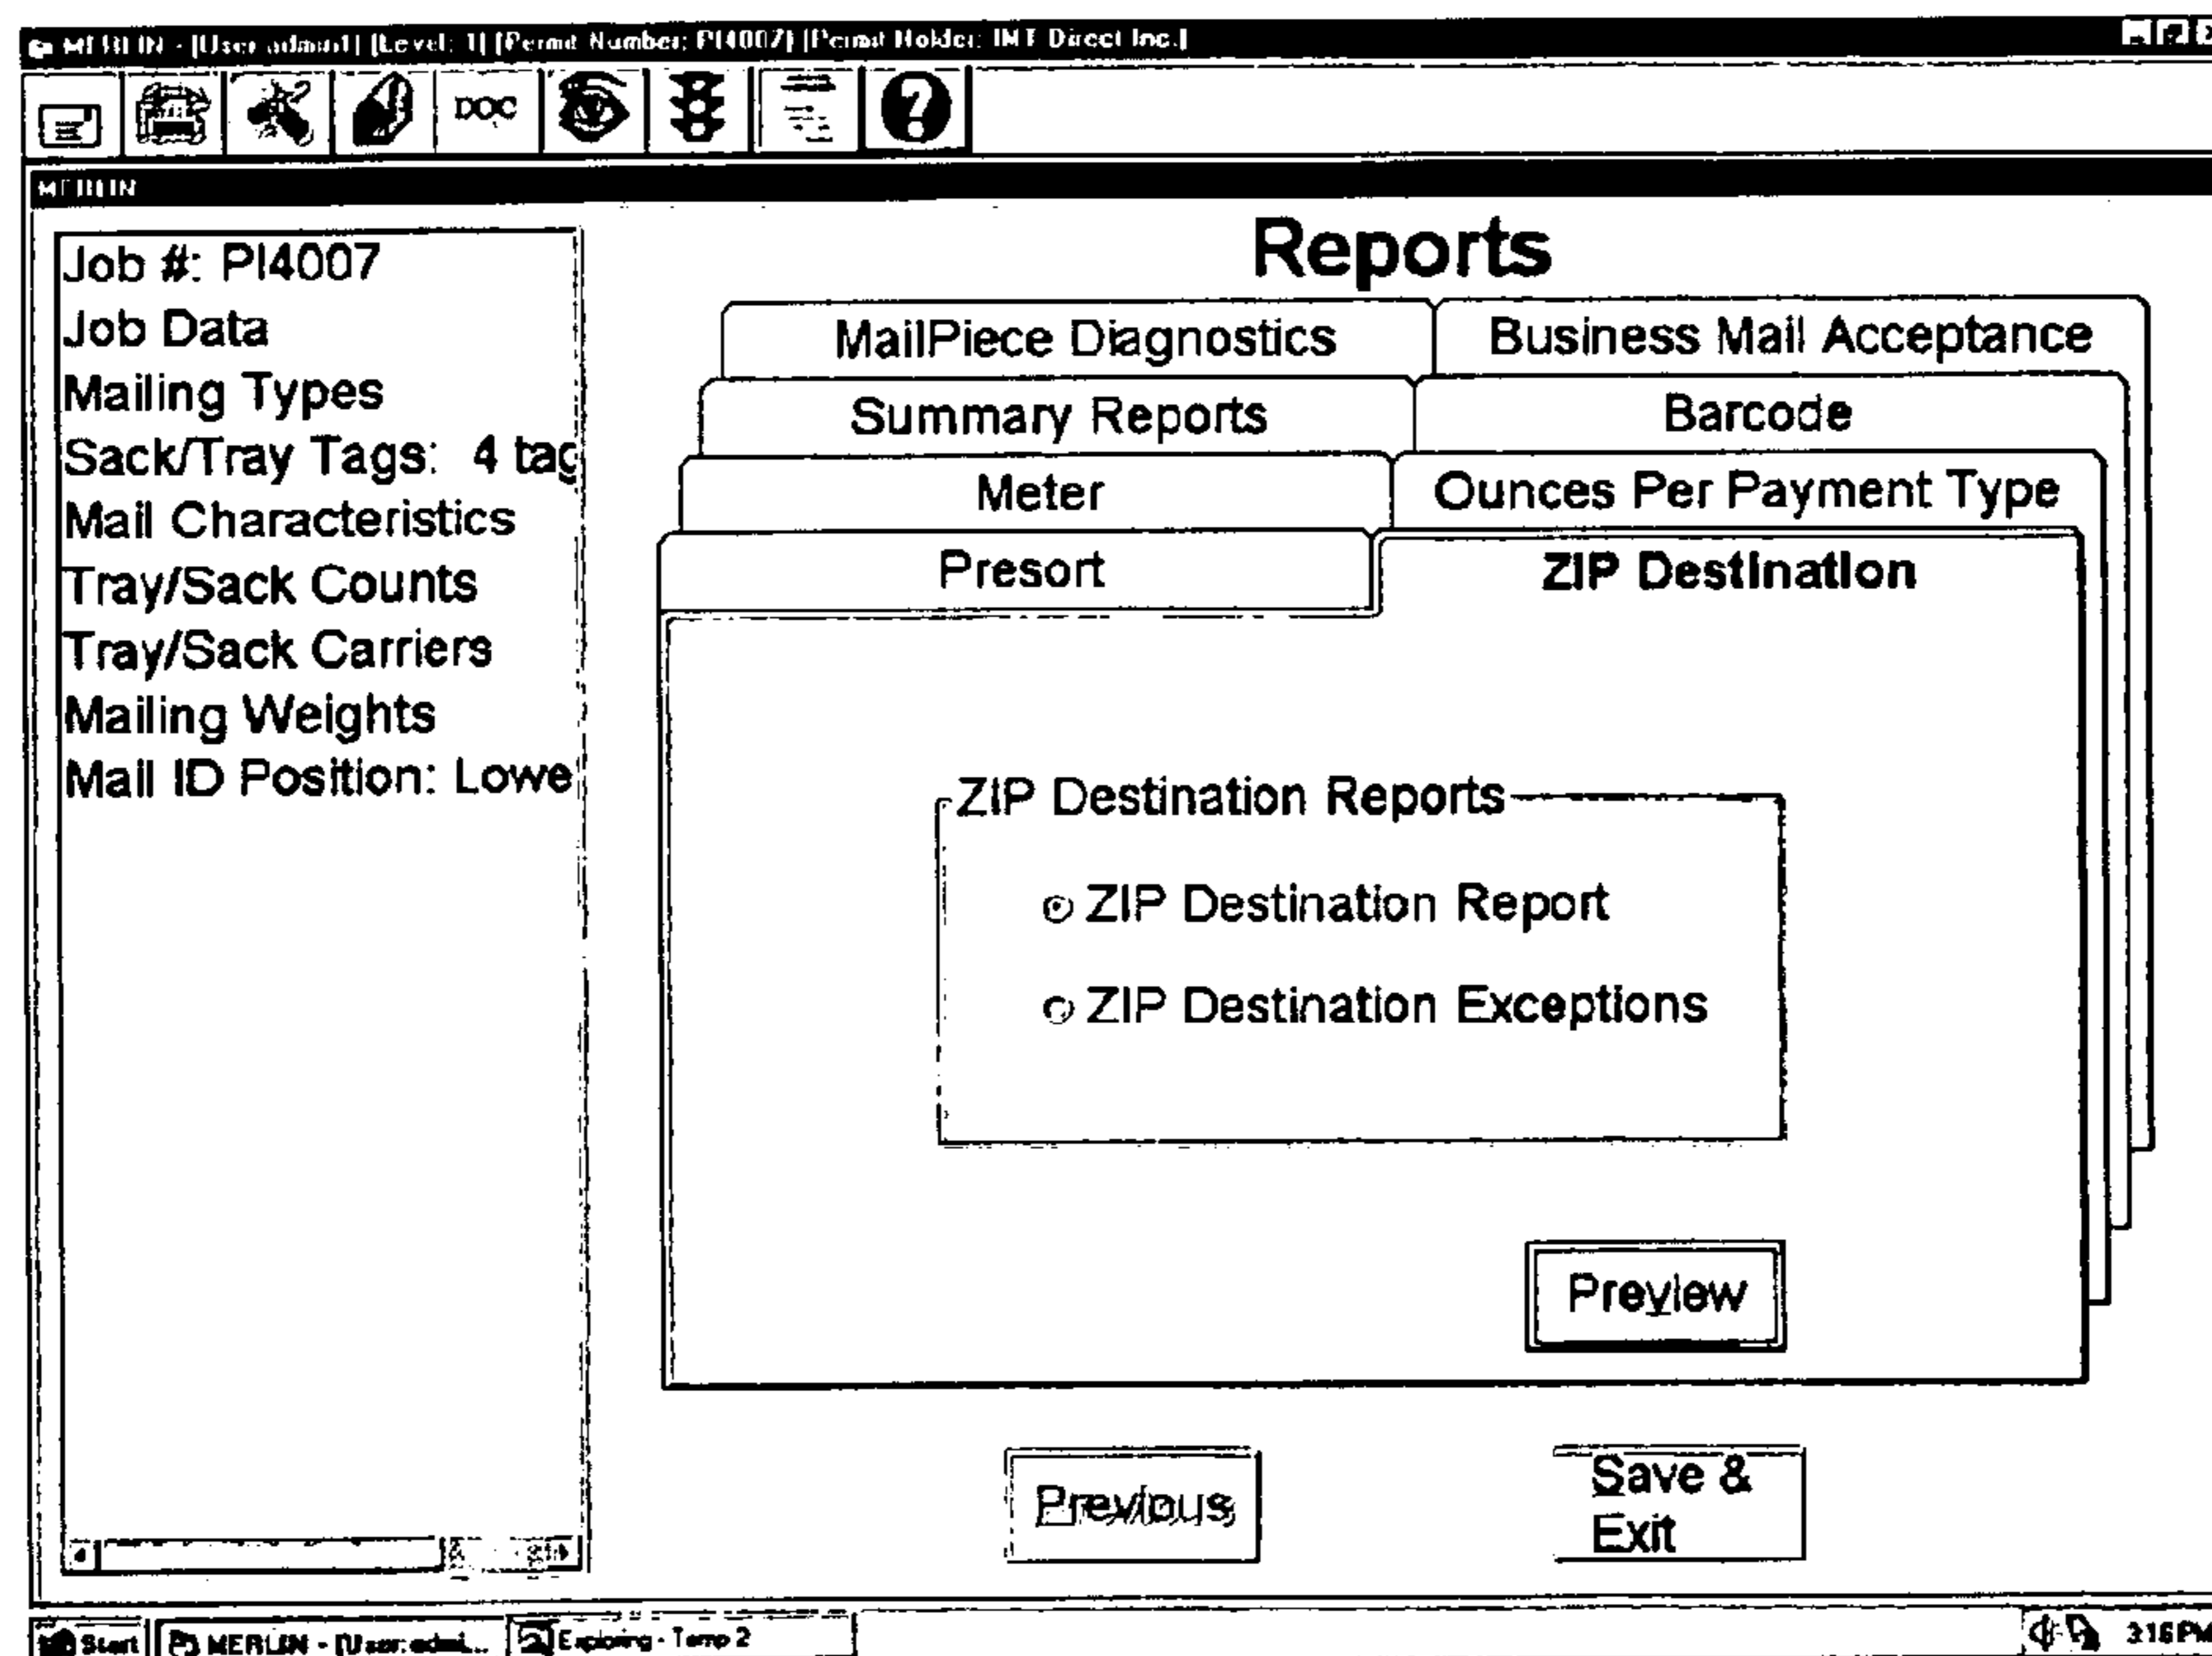 MERLIN - [User admin1] [Level: 1] [Permit Number: PI4007] [Permit Holder: IMT Direct Inc.]
DOC
?
MERLIN
Reports
Job #: PI4007
Job Data
Mailing Types
Sack/Tray Tags: 4 tag
Mail Characteristics
Tray/Sack Counts
Tray/Sack Carriers
Mailing Weights
Mail ID Position: Lowe
MailPiece Diagnostics
Business Mail Acceptance
Summary Reports
Barcode
Meter
Ounces Per Payment Type
Presort
ZIP Destination
ZIP Destination Reports
ZIP Destination Report
ZIP Destination Exceptions
Preview
Previous
Save &
Exit
Start
MERLIN - [User: admi...
Exploring - Temp 2
3:16 PM